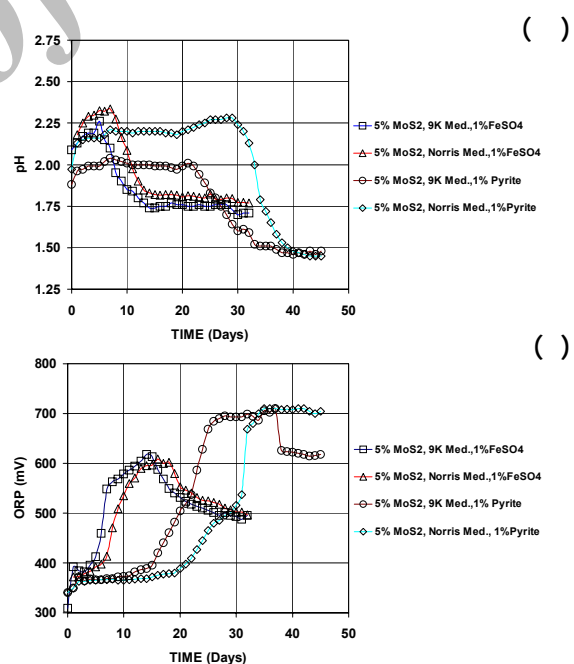 ( )
2.75
2.50
2.25
2.00
1.75
1.50
1.25
pH
0 10 20 30 40 50
TIME (Days)
5% MoS2, 9K Med.,1%FeSO4
5% MoS2, Norris Med.,1%FeSO4
5% MoS2, 9K Med.,1% Pyrite
5% MoS2, Norris Med.,1%Pyrite
( )
800
700
600
500
400
300
ORP (mV)
0 10 20 30 40 50
TIME (Days)
5% MoS2, 9K Med.,1%FeSO4
5% MoS2, Norris Med.,1%FeSO4
5% MoS2, 9K Med.,1% Pyrite
5% MoS2, Norris Med., 1%Pyrite